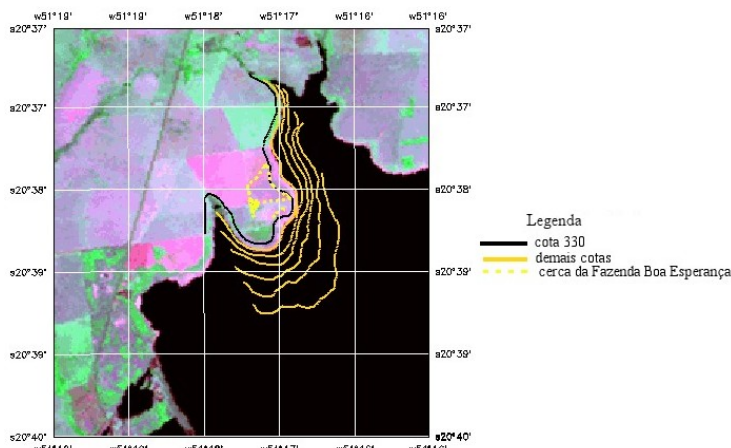 w51°19' w51°19' w51°18' w51°17' w51°16' w51°16'
s20°37' s20°37'
s20°37' s20°37'
s20°38' s20°38'
Legenda
cota 330
demais cotas
cerca da Fazenda Boa Esperança
s20°39' s20°39'
s20°39' s20°39'
s20°40' s20°40'